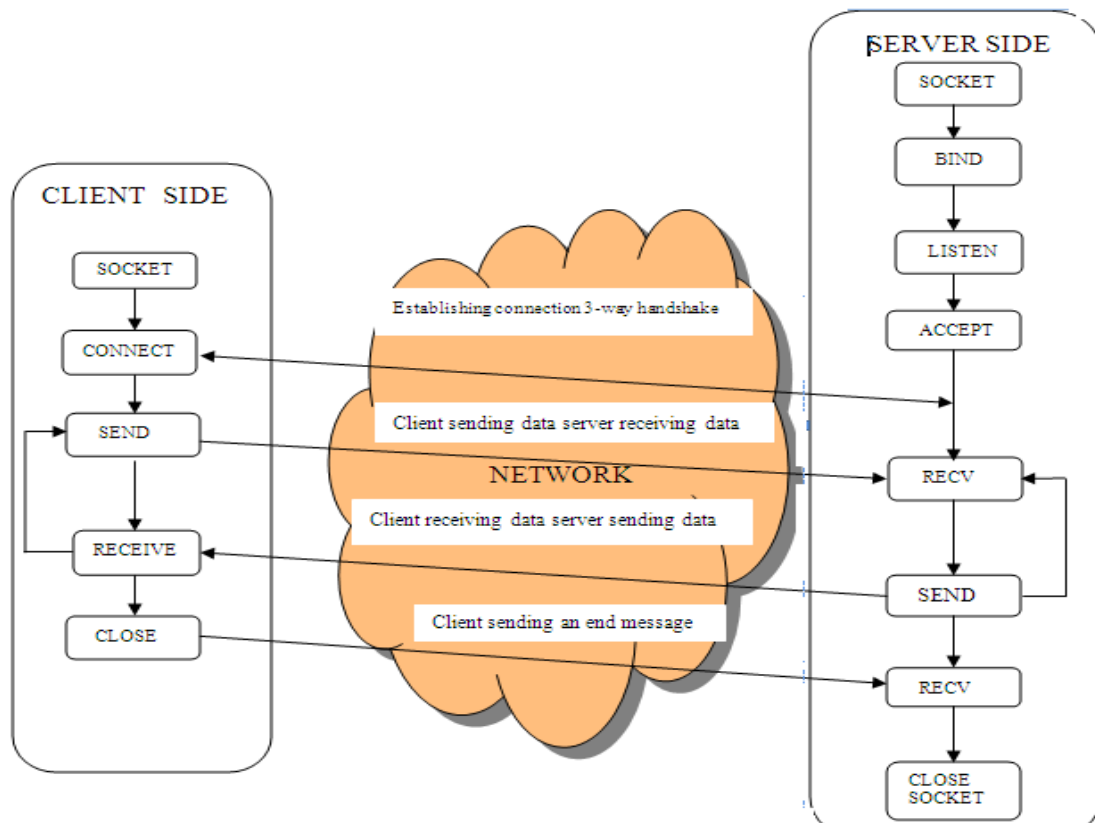 CLIENT SIDE
SOCKET
CONNECT
SEND
RECEIVE
CLOSE
Establishing connection 3-way handshake
Client sending data server receiving data
NETWORK
Client receiving data server sending data
Client sending an end message
SERVER SIDE
SOCKET
BIND
LISTEN
ACCEPT
RECV
SEND
RECV
CLOSE
SOCKET